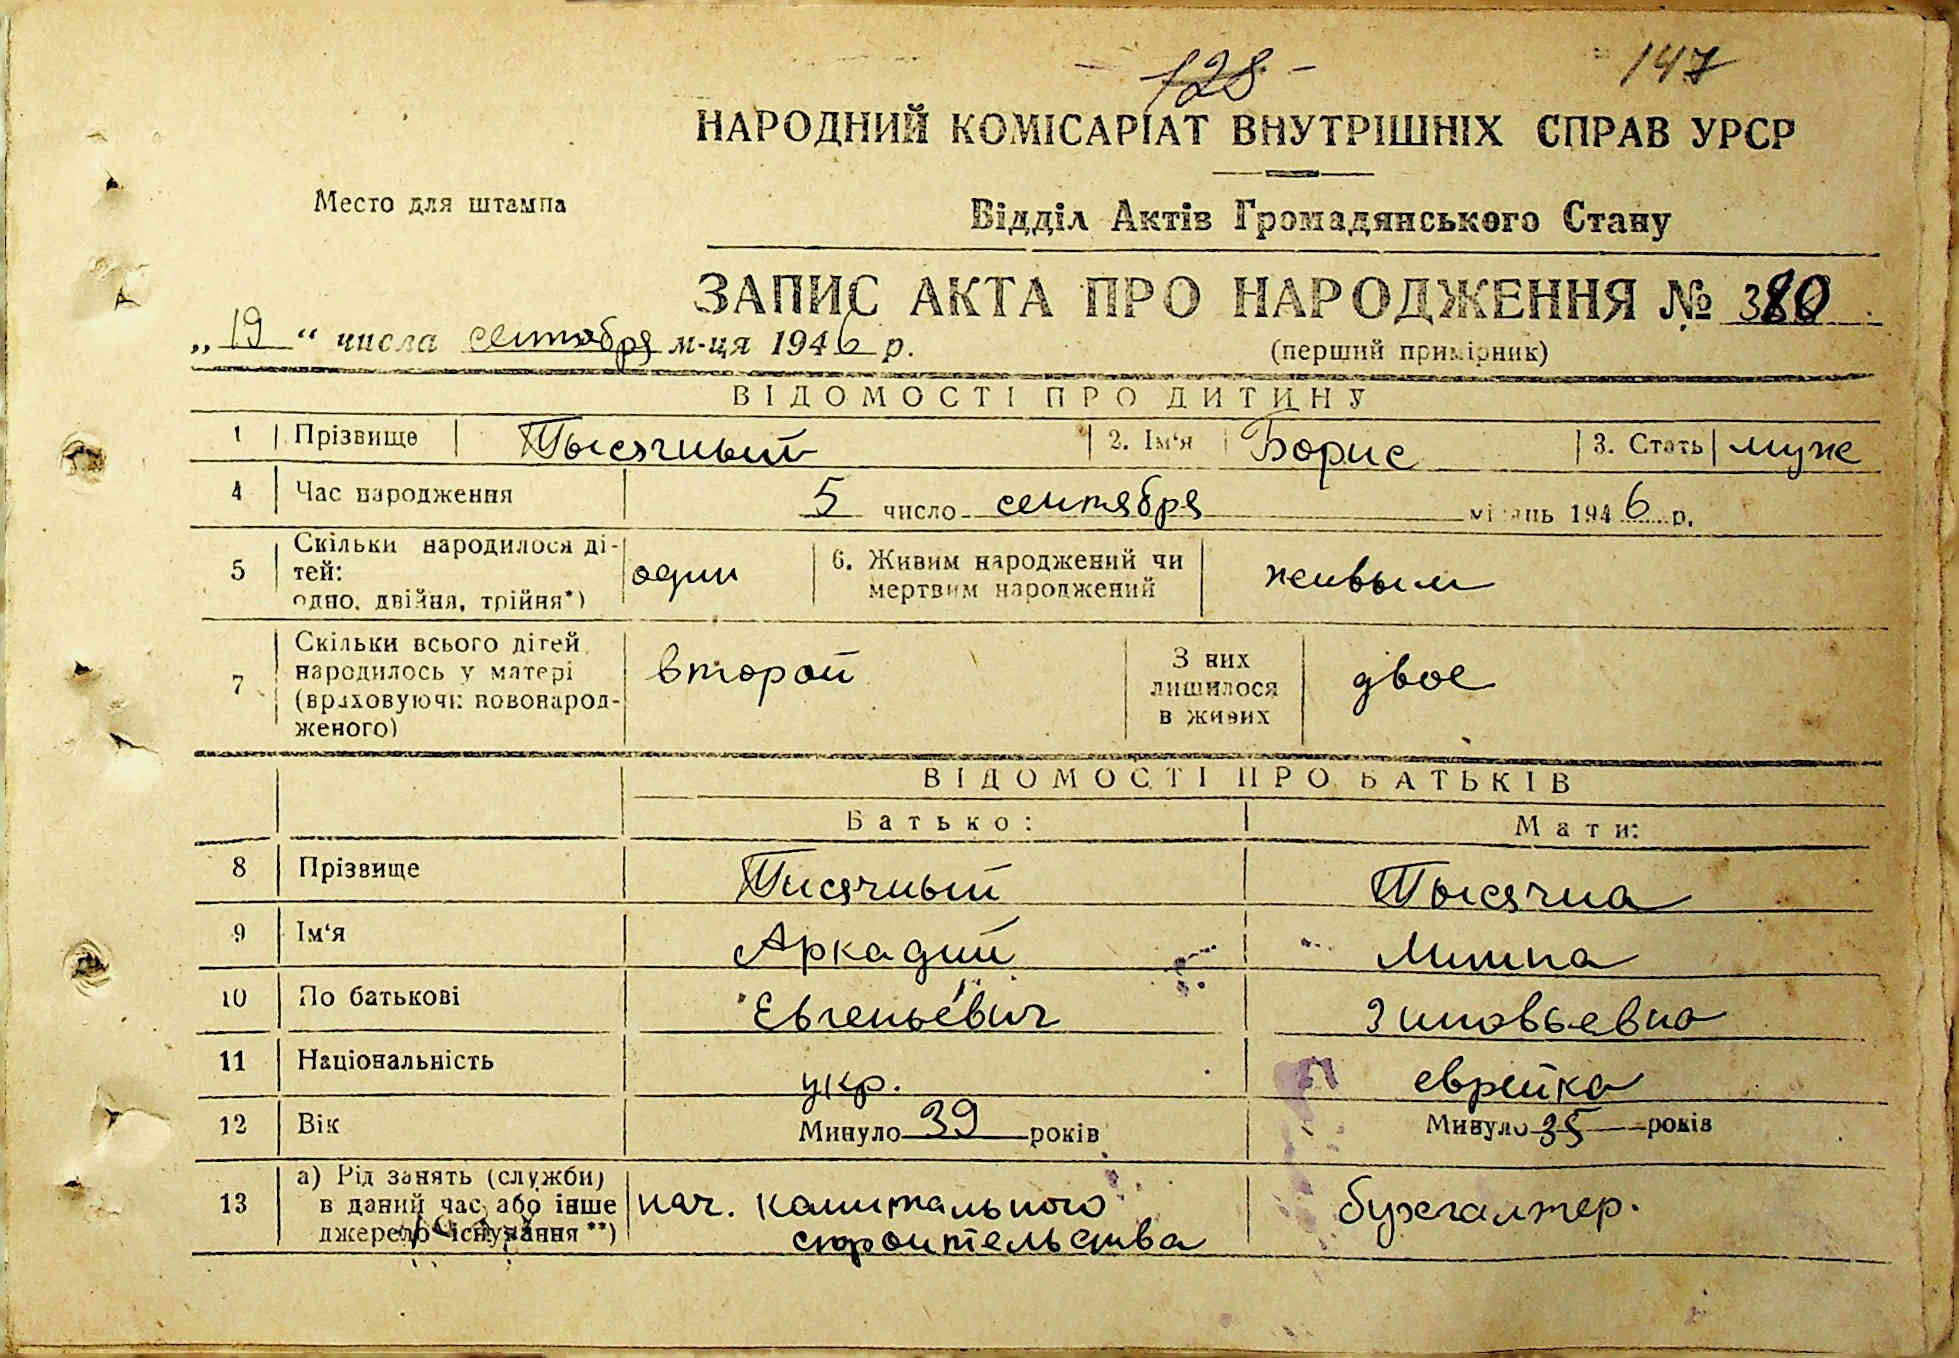 - 128 - 147
НАРОДНИЙ КОМІСАРІАТ ВНУТРІШНІХ СПРАВ УРСР
Место для штампа
Відділ Актів Громадянського Стану
ЗАПИС АКТА ПРО НАРОДЖЕННЯ № 380
„19“ числа сентября м-ця 1946 р.
(перший примірник)
ВІДОМОСТІ ПРО ДИТИНУ
1 Прізвище Тысячный 2. Ім‘я Борис 3. Стать муж
4 Час народження 5 число сентября місяць 1946 р.
5 Скільки народилося ді-
тей:
одно, двійня, трійня*) один 6. Живим народжений чи
мертвим народжений живым
7 Скільки всього дітей
народилось у матері
(враховуючи новонарод-
женого) второй З них
лишилося
в живих двое
ВІДОМОСТІ ПРО БАТЬКІВ
Батько: Мати:
8 Прізвище Тисячный Тысячна
9 Ім‘я Аркадий Минна
10 По батькові Евгеньевич Зиновьевна
11 Національність укр. еврейка
12 Вік Минуло 39 років Минуло 35 років
13 а) Рід занять (служби)
в даний час або інше
джерело існування **) нач. капитального
строительства бухгалтер.